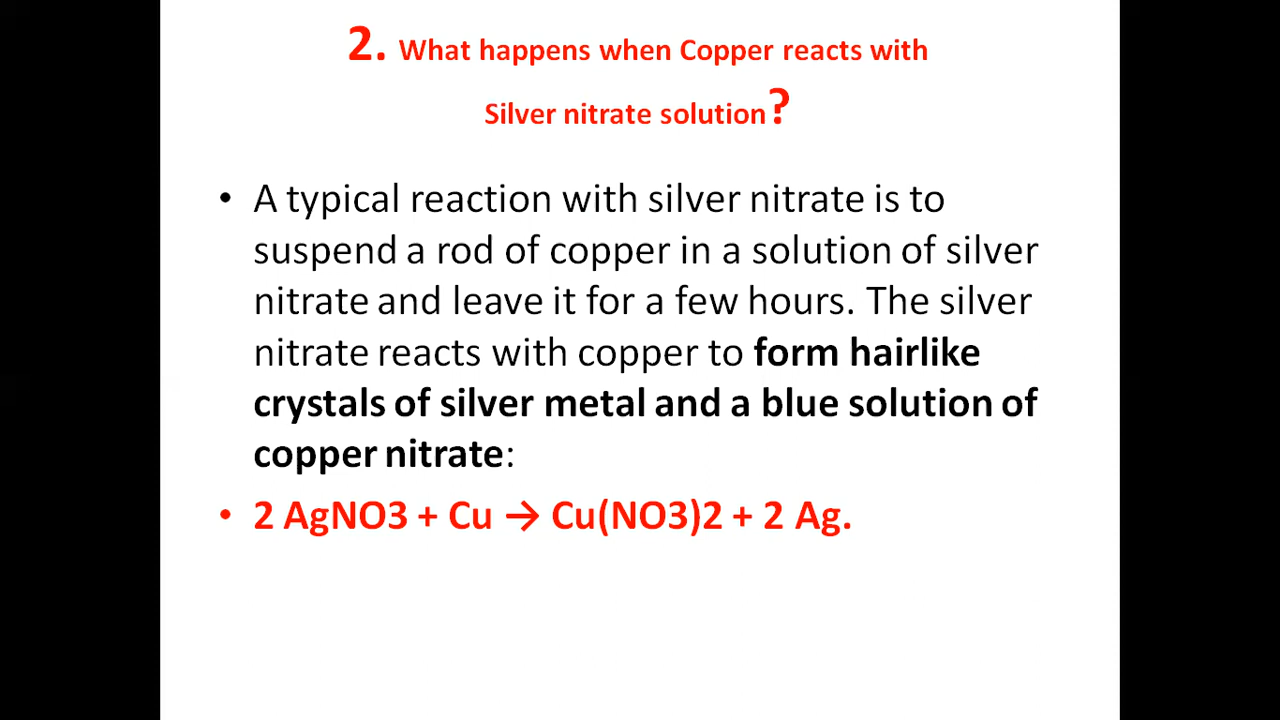 2. What happens when Copper reacts with
Silver nitrate solution?
• A typical reaction with silver nitrate is to
suspend a rod of copper in a solution of silver
nitrate and leave it for a few hours. The silver
nitrate reacts with copper to form hairlike
crystals of silver metal and a blue solution of
copper nitrate:
• 2 AgNO3 + Cu → Cu(NO3)2 + 2 Ag.